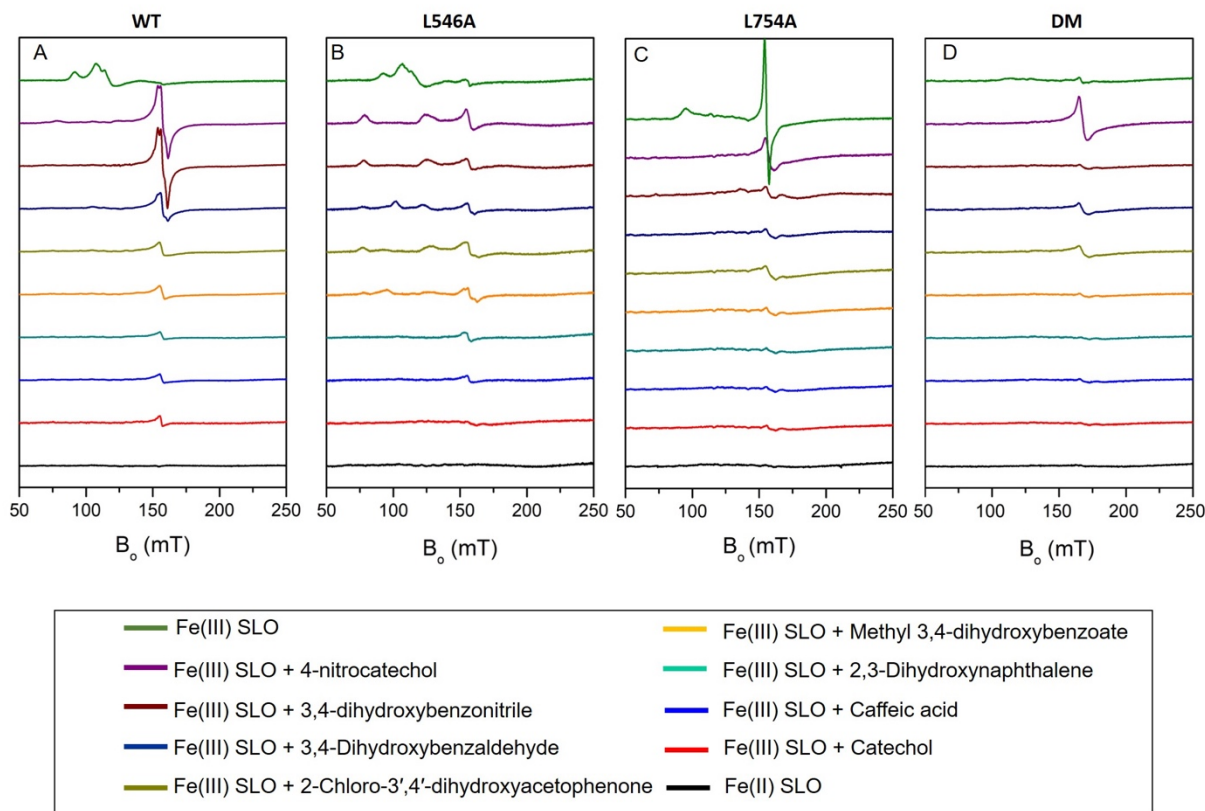 WT L546A L754A DM
A B C D
50 100 150 200 250 50 100 150 200 250 50 100 150 200 250 50 100 150 200 250
Bo (mT) Bo (mT) Bo (mT) Bo (mT)
Fe(III) SLO
Fe(III) SLO + 4-nitrocatechol
Fe(III) SLO + 3,4-dihydroxybenzonitrile
Fe(III) SLO + 3,4-Dihydroxybenzaldehyde
Fe(III) SLO + 2-Chloro-3′,4′-dihydroxyacetophenone
Fe(III) SLO + Methyl 3,4-dihydroxybenzoate
Fe(III) SLO + 2,3-Dihydroxynaphthalene
Fe(III) SLO + Caffeic acid
Fe(III) SLO + Catechol
Fe(II) SLO